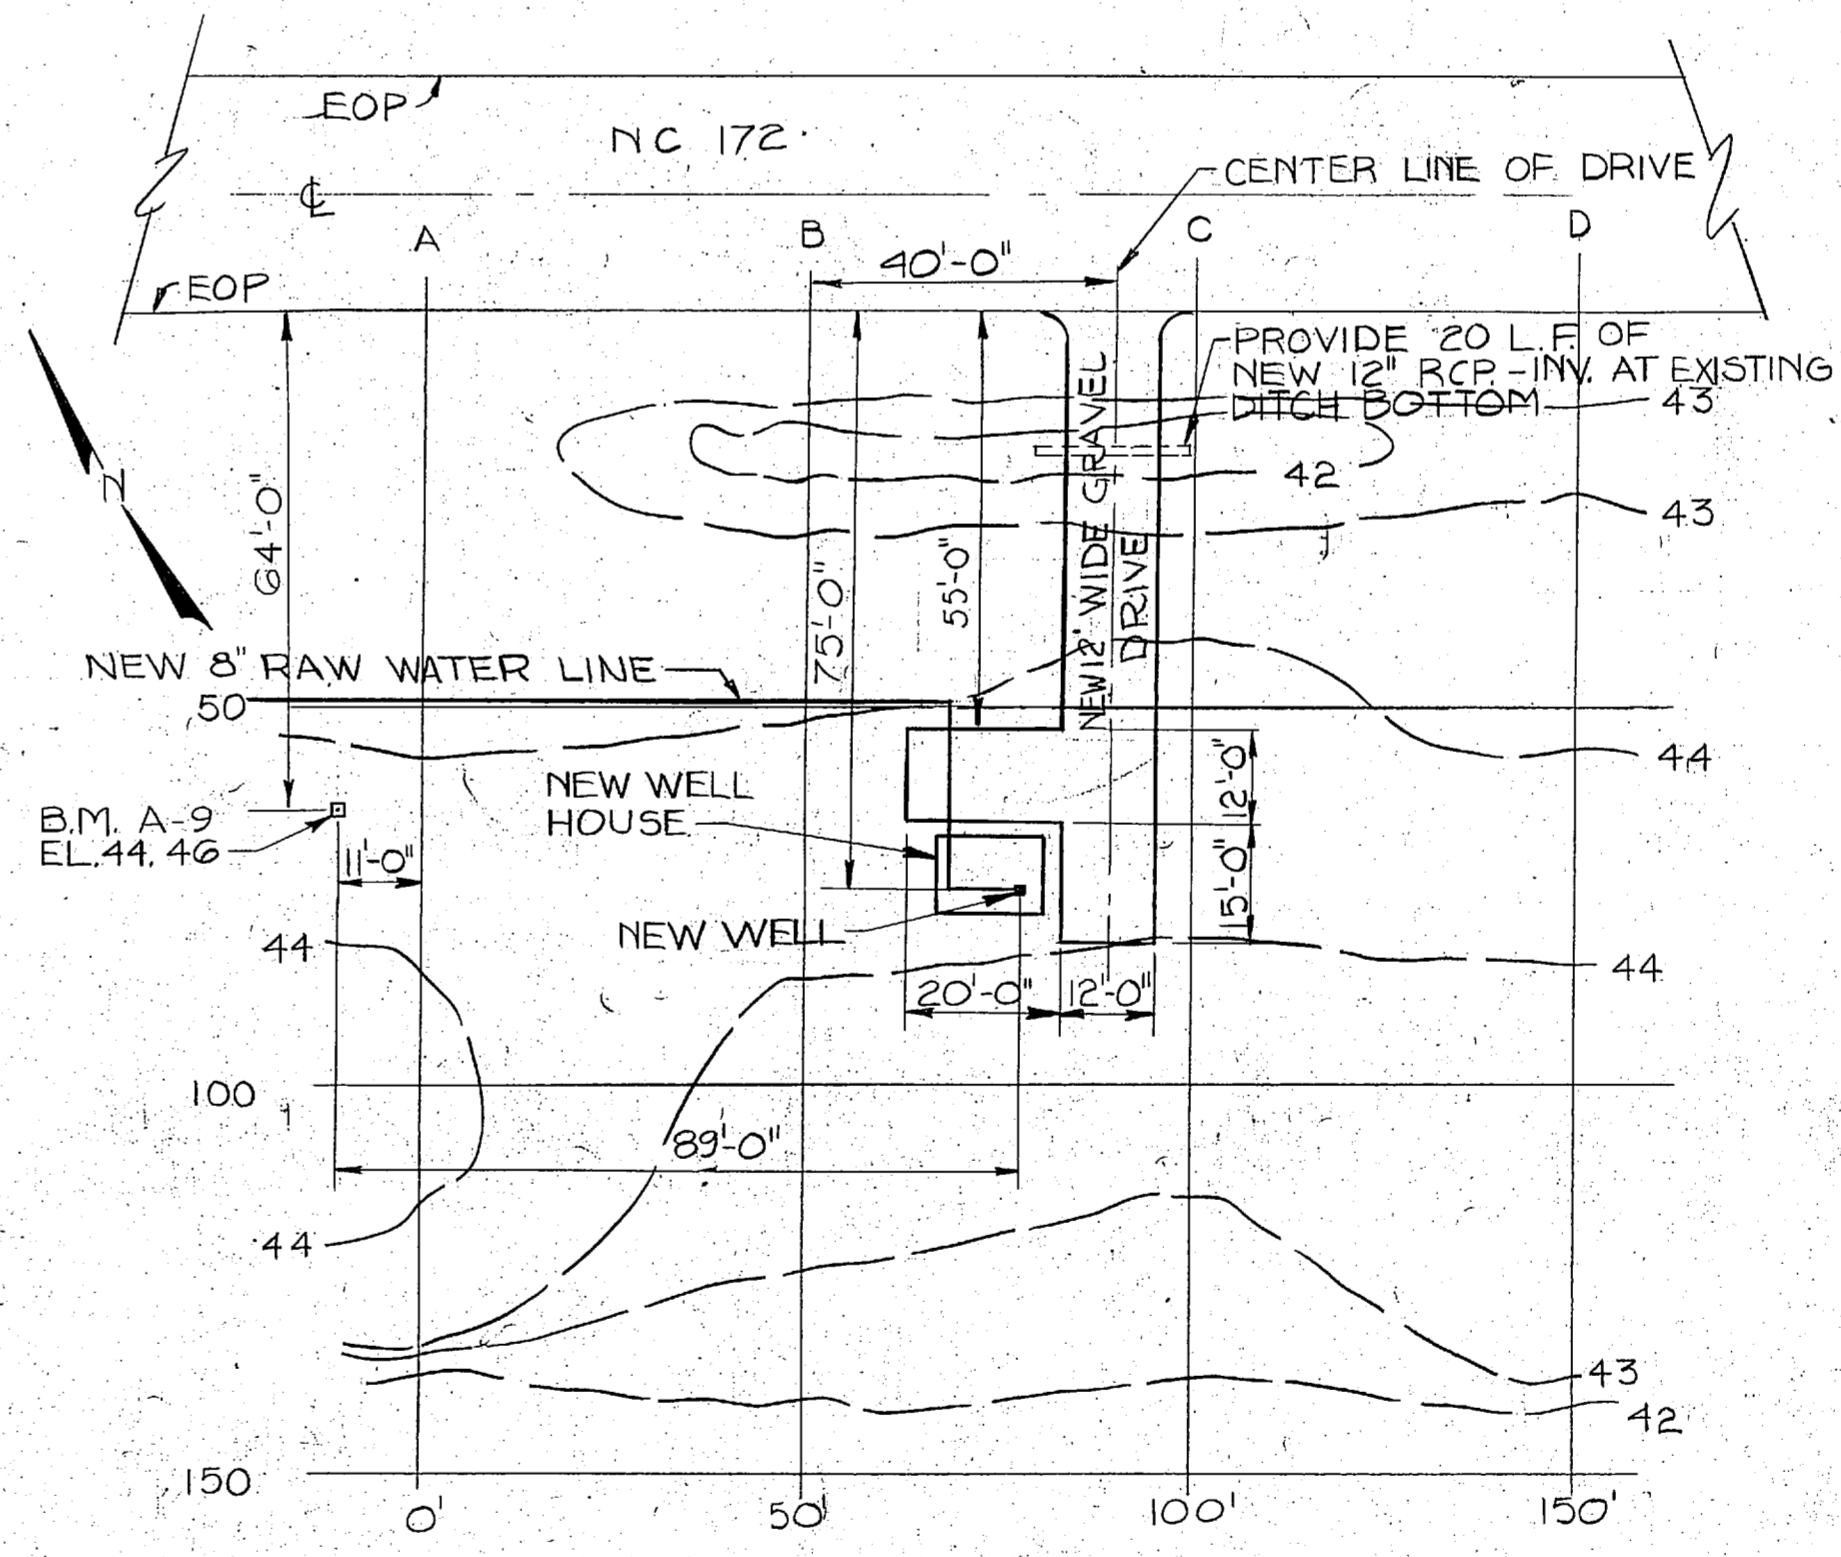 EOP
NC 172
CENTER LINE OF DRIVE
℄
A
B
C
D
40'-0"
EOP
PROVIDE 20 L.F. OF
NEW 12" RCP.-INV. AT EXISTING
DITCH BOTTOM
43
42
43
N
64'-0"
75'-0"
55'-0"
NEW 12' WIDE GRAVEL
DRIVE
NEW 8" RAW WATER LINE
50
44
NEW WELL
HOUSE
12'-0"
B.M. A-9
EL. 44.46
11'-0"
15'-0"
NEW WELL
44
44
20'-0"
12'-0"
100
89'-0"
44
43
42
150
0'
50'
100'
150'